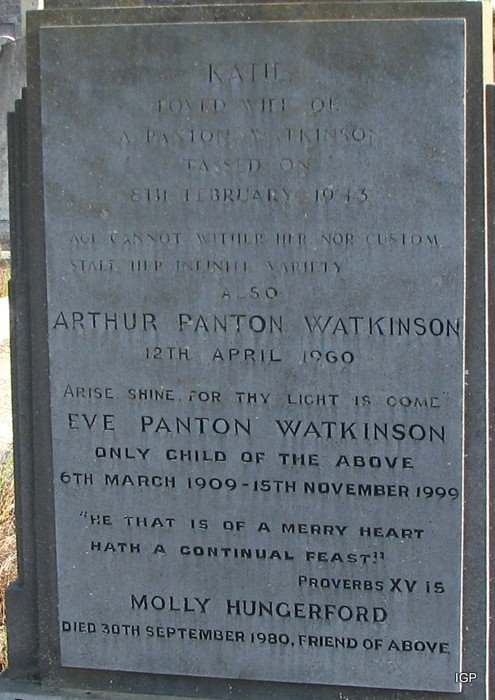 KATIE
LOVED WIFE OF
A PANTON WATKINSON
PASSED ON
8TH FEBRUARY 1943
AGE CANNOT WITHER HER NOR CUSTOM
STALE HER INFINITE VARIETY
ALSO
ARTHUR PANTON WATKINSON
12TH APRIL 1960
ARISE SHINE, FOR THY LIGHT IS COME"
EVE PANTON WATKINSON
ONLY CHILD OF THE ABOVE
6TH MARCH 1909-15TH NOVEMBER 1999
"HE THAT IS OF A MERRY HEART
HATH A CONTINUAL FEAST"
PROVERBS XV 15
MOLLY HUNGERFORD
DIED 30TH SEPTEMBER 1980, FRIEND OF ABOVE
IGP